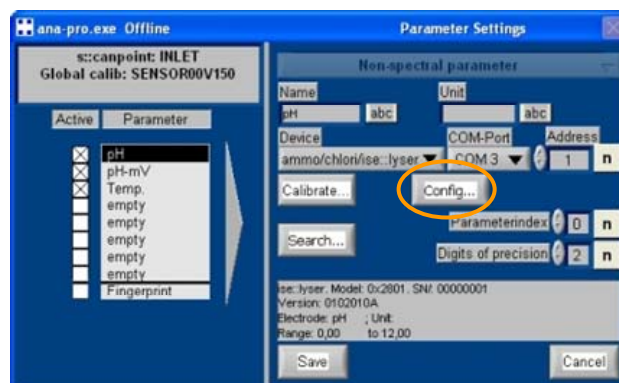 ana-pro.exe Offline
Parameter Settings
s::canpoint: INLET
Global calib: SENSOR00V150
Active Parameter
pH
pH-mV
Temp.
empty
empty
empty
empty
empty
Fingerprint
Non-spectral parameter
Name Unit
pH abc abc
Device COM-Port Address
ammo/chlori/ise::lyser COM 3 1 n
Calibrate... Config...
Parameterindex 0 n
Search...
Digits of precision 2 n
ise::lyser. Model: 0x2801. SN/: 00000001
Version: 0102010A
Electrode: pH ; Unit:
Range: 0,00 to 12,00
Save Cancel